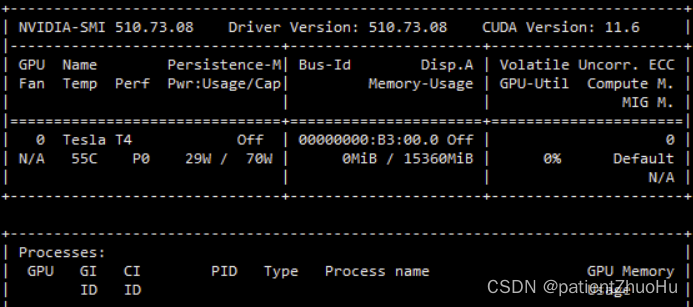 NVIDIA-SMI 510.73.08 Driver Version: 510.73.08 CUDA Version: 11.6
GPU Name Persistence-M| Bus-Id Disp.A | Volatile Uncorr. ECC
Fan Temp Perf Pwr:Usage/Cap| Memory-Usage | GPU-Util Compute M.
MIG M.
0 Tesla T4 Off | 00000000:B3:00.0 Off | 0
N/A 55C P0 29W / 70W | 0MiB / 15360MiB | 0% Default
N/A
Processes:
GPU GI CI PID Type Process name GPU Memory
ID ID Usage
CSDN @patientZhuoHu